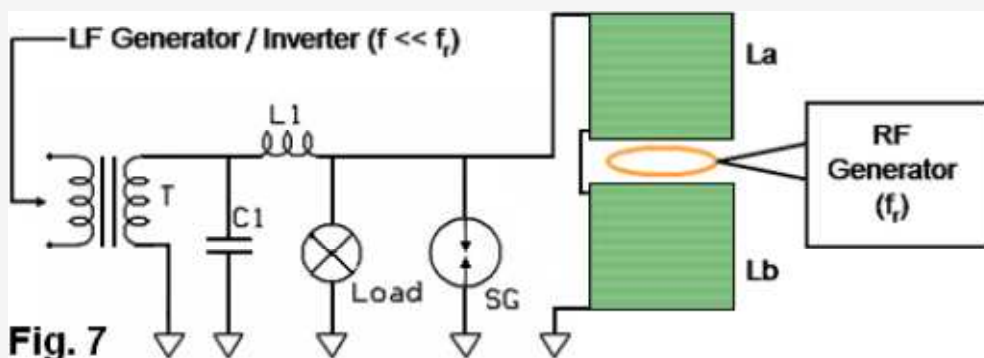 LF Generator / Inverter (f << fr)
La
L1
RF
Generator
(fr)
T
C1
Load
SG
Lb
Fig. 7